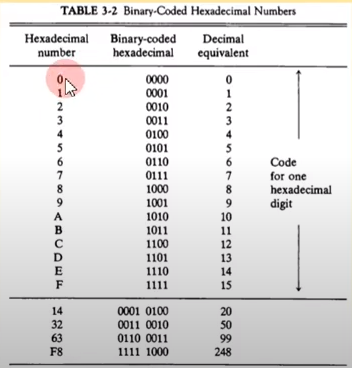 TABLE 3-2 Binary-Coded Hexadecimal Numbers
Hexadecimal number Binary-coded hexadecimal Decimal equivalent
0 0000 0
1 0001 1
2 0010 2
3 0011 3
4 0100 4
5 0101 5
6 0110 6 Code
7 0111 7 for one
8 1000 8 hexadecimal
9 1001 9 digit
A 1010 10
B 1011 11
C 1100 12
D 1101 13
E 1110 14
F 1111 15
14 0001 0100 20
32 0011 0010 50
63 0110 0011 99
F8 1111 1000 248